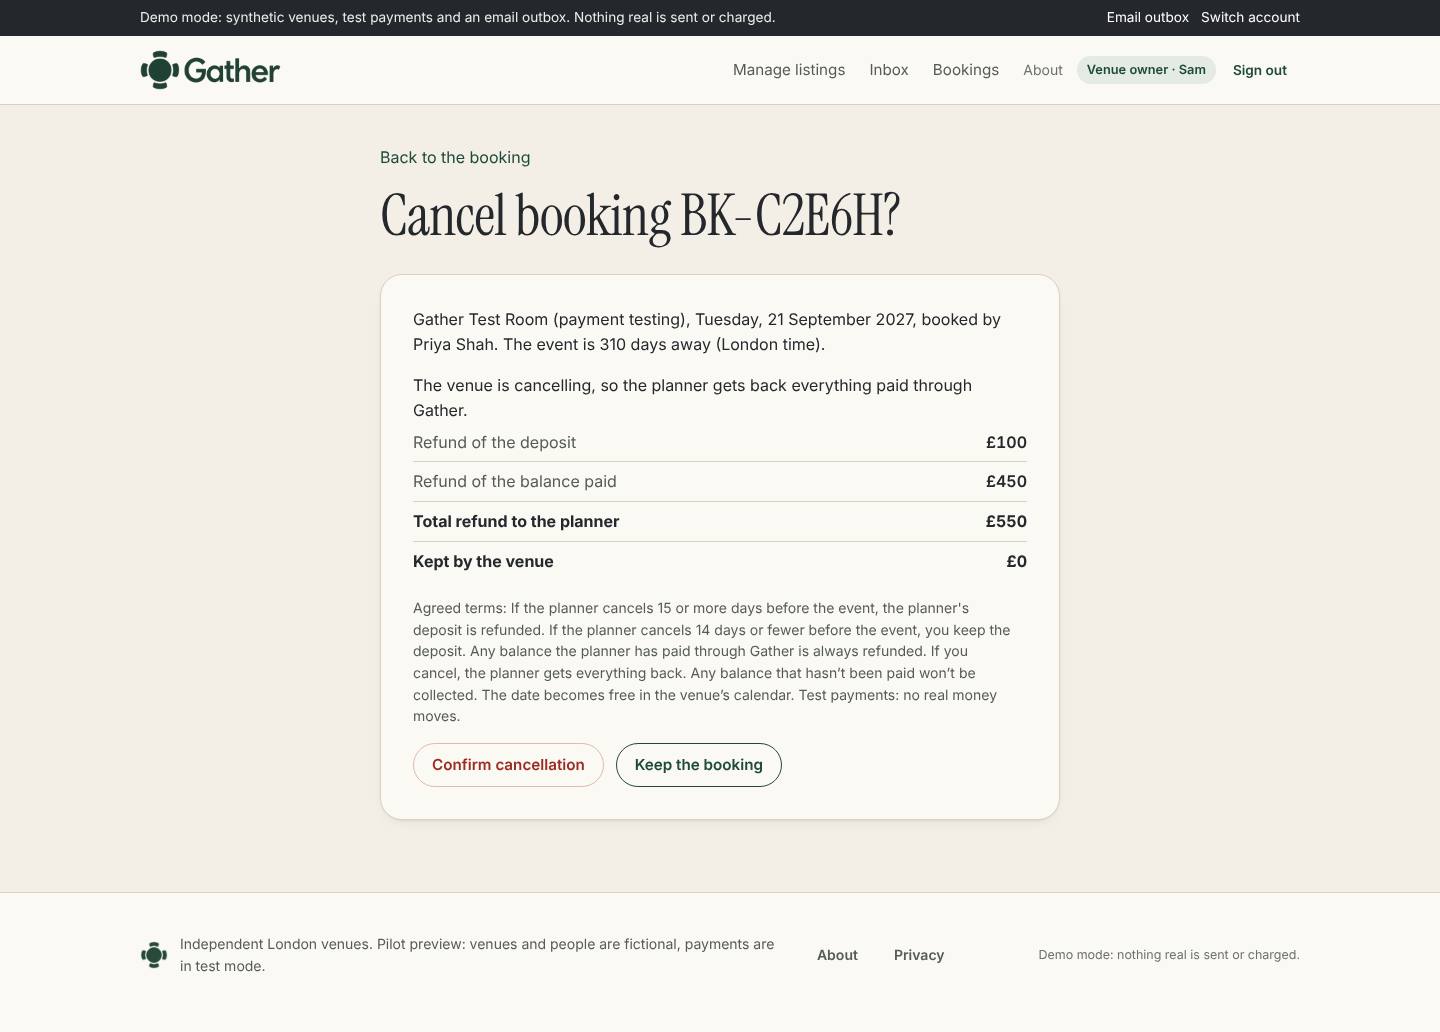 Demo mode: synthetic venues, test payments and an email outbox. Nothing real is sent or charged.
Email outbox
Switch account
Gather
Manage listings
Inbox
Bookings
About
Venue owner · Sam
Sign out
Back to the booking
Cancel booking BK-C2E6H?
Gather Test Room (payment testing), Tuesday, 21 September 2027, booked by
Priya Shah. The event is 310 days away (London time).
The venue is cancelling, so the planner gets back everything paid through
Gather.
Refund of the deposit £100
Refund of the balance paid £450
Total refund to the planner £550
Kept by the venue £0
Agreed terms: If the planner cancels 15 or more days before the event, the planner's
deposit is refunded. If the planner cancels 14 days or fewer before the event, you keep the
deposit. Any balance the planner has paid through Gather is always refunded. If you
cancel, the planner gets everything back. Any balance that hasn’t been paid won’t be
collected. The date becomes free in the venue’s calendar. Test payments: no real money
moves.
Confirm cancellation
Keep the booking
Independent London venues. Pilot preview: venues and people are fictional, payments are
in test mode.
About
Privacy
Demo mode: nothing real is sent or charged.